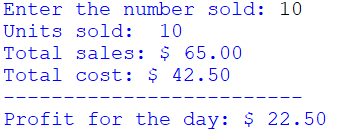 Enter the number sold: 10
Units sold:  10
Total sales: $ 65.00
Total cost: $ 42.50
--------------------------
Profit for the day: $ 22.50